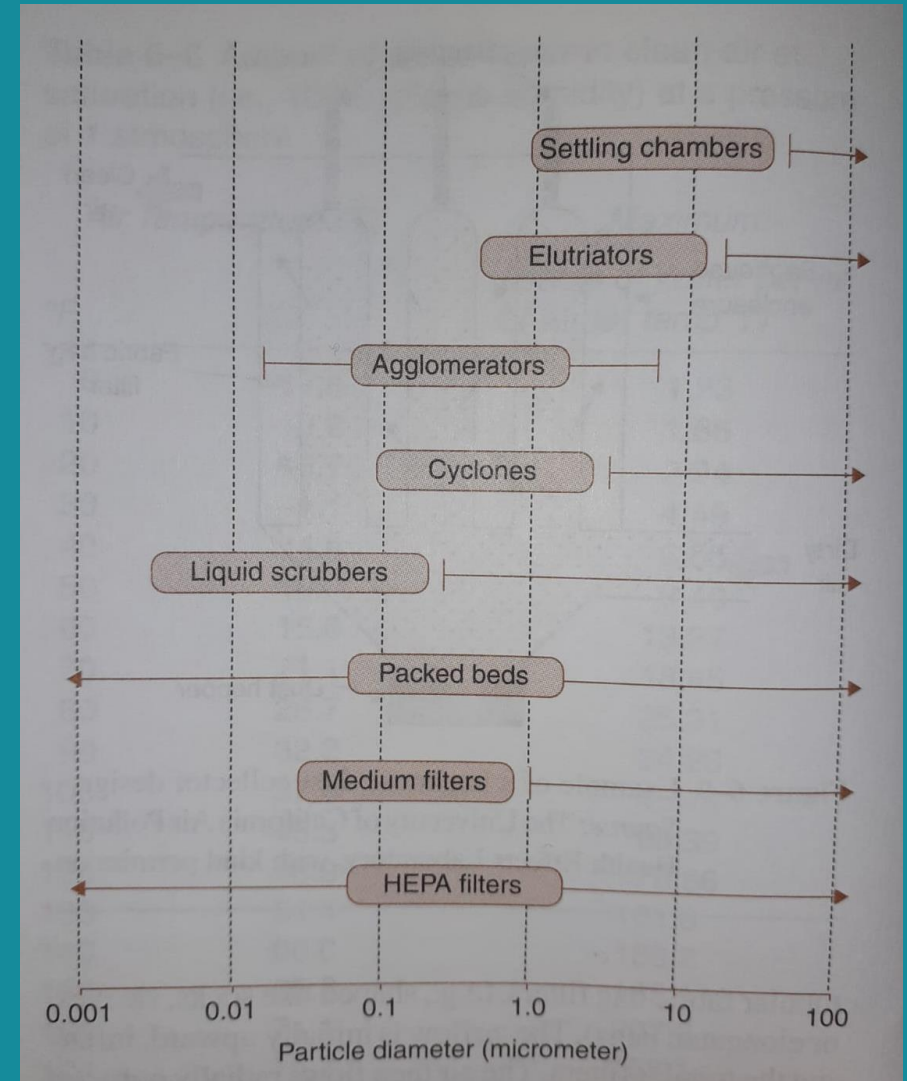 Settling chambers
Elutriators
Agglomerators
Cyclones
Liquid scrubbers
Packed beds
Medium filters
HEPA filters
0.001 0.01 0.1 1.0 10 100
Particle diameter (micrometer)